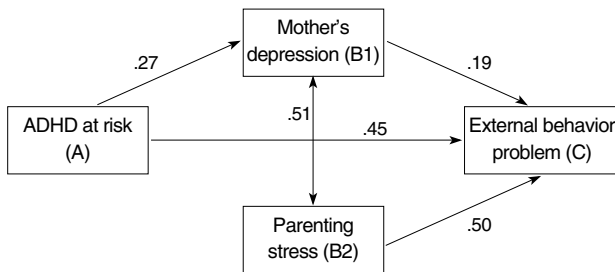 Mother's
depression (B1)
.27
.19
ADHD at risk
(A)
.51
.45
External behavior
problem (C)
Parenting
stress (B2)
.50